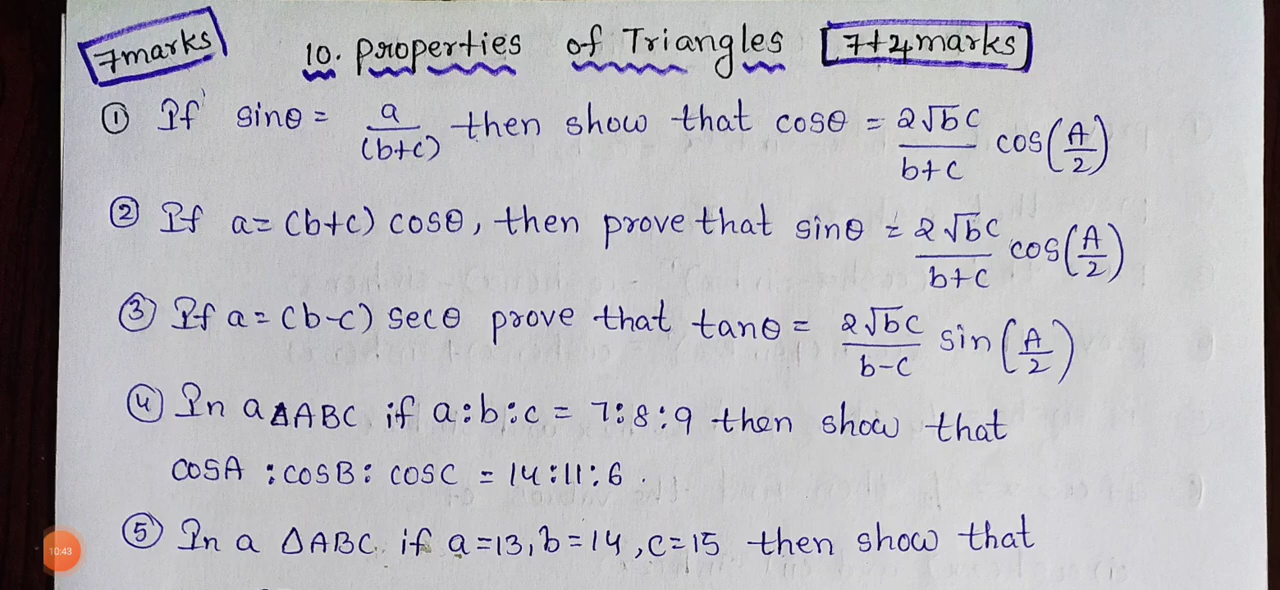 7marks
10. Properties of Triangles 7+4marks
① If sinθ = a/(b+c) then show that cosθ = 2√bc/b+c cos(A/2)
② If a=(b+c) cosθ, then prove that sinθ = 2√bc/b+c cos(A/2)
③ If a=(b-c) secθ prove that tanθ = 2√bc/b-c sin(A/2)
④ In a ΔABC if a:b:c = 7:8:9 then show that
cosA : cosB : cosC = 14:11:6.
⑤ In a ΔABC if a=13, b=14, c=15 then show that
10:43